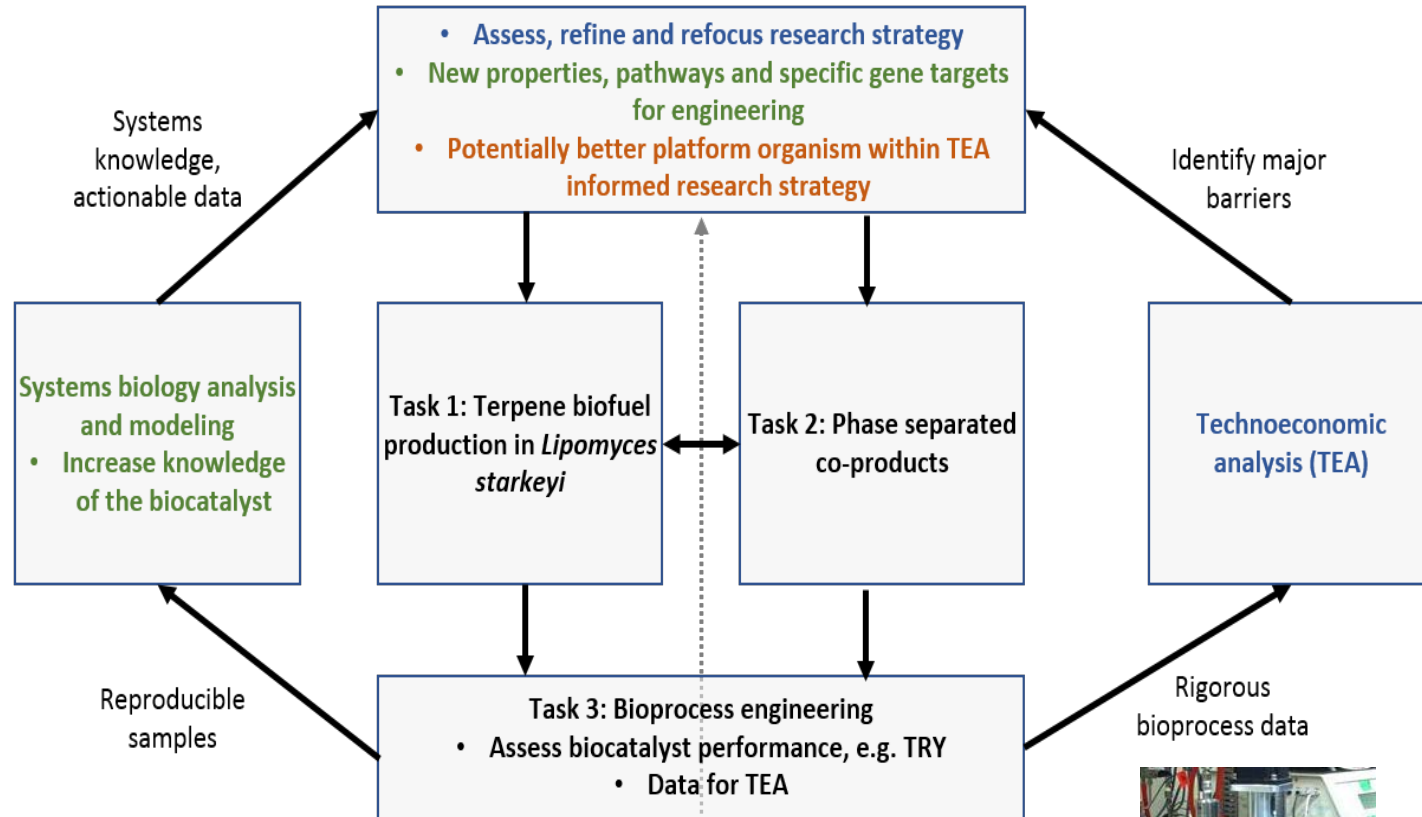 • Assess, refine and refocus research strategy
• New properties, pathways and specific gene targets
for engineering
• Potentially better platform organism within TEA
informed research strategy
Systems
knowledge,
actionable data
Identify major
barriers
Systems biology analysis
and modeling
• Increase knowledge
of the biocatalyst
Task 1: Terpene biofuel
production in Lipomyces
starkeyi
Task 2: Phase separated
co-products
Technoeconomic
analysis (TEA)
Reproducible
samples
Task 3: Bioprocess engineering
• Assess biocatalyst performance, e.g. TRY
• Data for TEA
Rigorous
bioprocess data